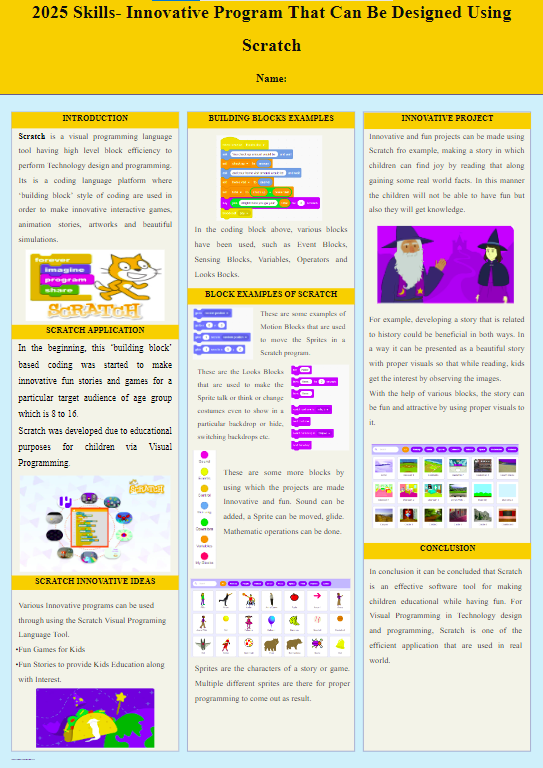 2025 Skills- Innovative Program That Can Be Designed Using
Scratch
Name:
INTRODUCTION
Scratch is a visual programming language
tool having high level block efficiency to
perform Technology design and programming.
Its is a coding language platform where
‘building block’ style of coding are used in
order to make innovative interactive games,
animation stories, artworks and beautiful
simulations.
forever
imagine
program
share
SCRATCH
SCRATCH APPLICATION
In the beginning, this ‘building block’
based coding was started to make
innovative fun stories and games for a
particular target audience of age group
which is 8 to 16.
Scratch was developed due to educational
purposes for children via Visual
Programming.
SCRATCH INNOVATIVE IDEAS
Various Innovative programs can be used
through using the Scratch Visual Programing
Language Tool.
•Fun Games for Kids
•Fun Stories to provide Kids Education along
with Interest.
BUILDING BLOCKS EXAMPLES
In the coding block above, various blocks
have been used, such as Event Blocks,
Sensing Blocks, Variables, Operators and
Looks Bocks.
BLOCK EXAMPLES OF SCRATCH
These are some examples of
Motion Blocks that are used
to move the Sprites in a
Scratch program.
These are the Looks Blocks
that are used to make the
Sprite talk or think or change
costumes even to show in a
particular backdrop or hide,
switching backdrops etc.
These are some more blocks by
using which the projects are made
Innovative and fun. Sound can be
added, a Sprite can be moved, glide.
Mathematic operations can be done.
Sprites are the characters of a story or game.
Multiple different sprites are there for proper
programming to come out as result.
INNOVATIVE PROJECT
Innovative and fun projects can be made using
Scratch fro example, making a story in which
children can find joy by reading that along
gaining some real world facts. In this manner
the children will not be able to have fun but
also they will get knowledge.
For example, developing a story that is related
to history could be beneficial in both ways. In
a way it can be presented as a beautiful story
with proper visuals so that while reading, kids
get the interest by observing the images.
With the help of various blocks, the story can
be fun and attractive by using proper visuals to
it.
CONCLUSION
In conclusion it can be concluded that Scratch
is an effective software tool for making
children educational while having fun. For
Visual Programming in Technology design
and programming, Scratch is one of the
efficient application that are used in real
world.